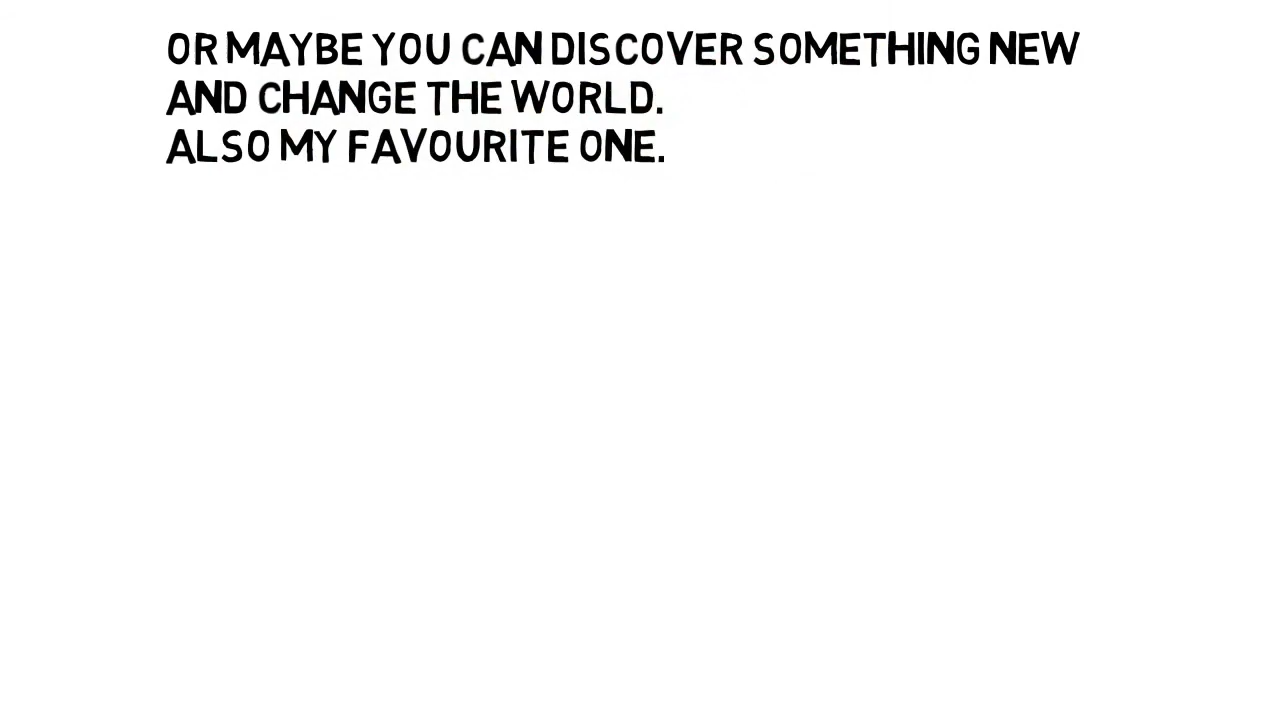 OR MAYBE YOU CAN DISCOVER SOMETHING NEW
AND CHANGE THE WORLD.
ALSO MY FAVOURITE ONE.